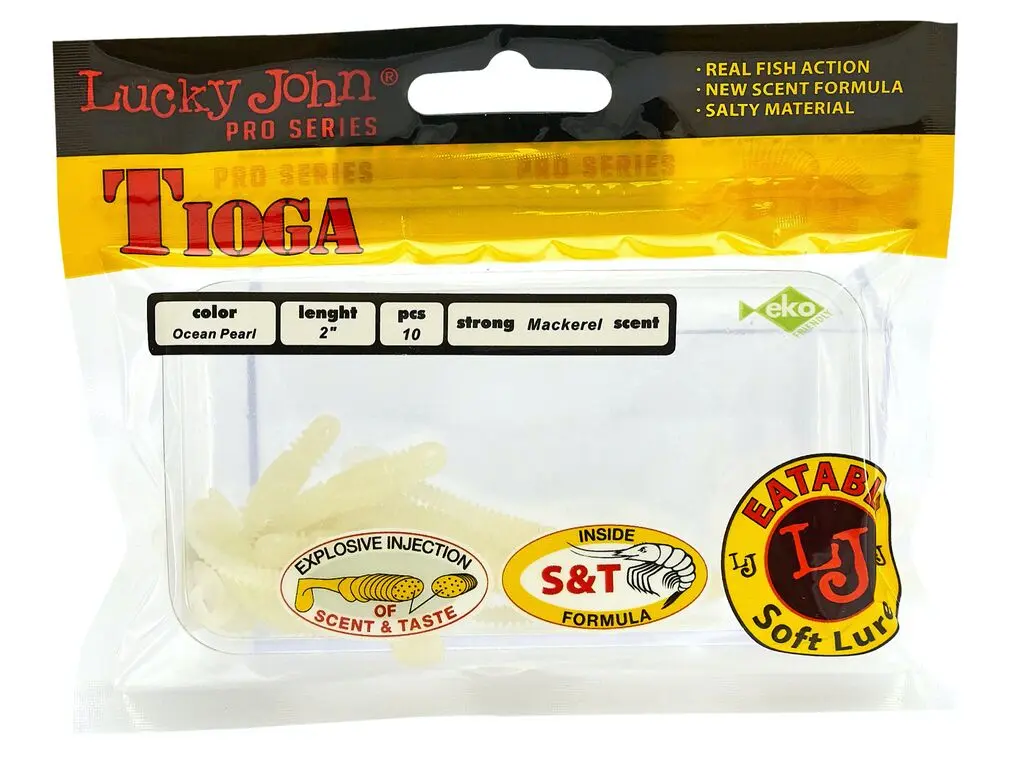 Lucky John®
PRO SERIES
· REAL FISH ACTION
· NEW SCENT FORMULA
· SALTY MATERIAL
PRO SERIES PRO SERIES
TIOGA
color
Ocean Pearl
lenght
2"
pcs
10
strong Mackerel scent
eko
FRIENDLY
EXPLOSIVE INJECTION
OF
SCENT & TASTE
INSIDE
S&T
FORMULA
EATABL
LJ LJ J
Soft Lure